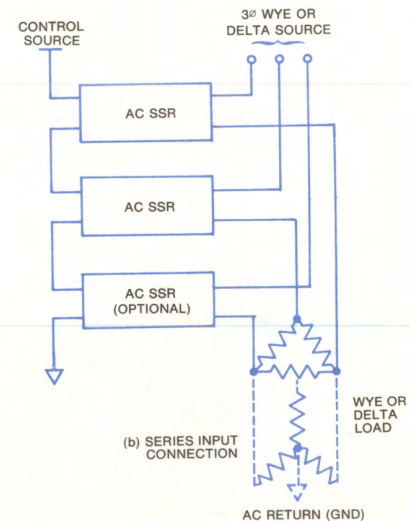 CONTROL
SOURCE
3ø WYE OR
DELTA SOURCE
AC SSR
AC SSR
AC SSR
(OPTIONAL)
WYE OR
DELTA
LOAD
(b) SERIES INPUT
CONNECTION
AC RETURN (GND)